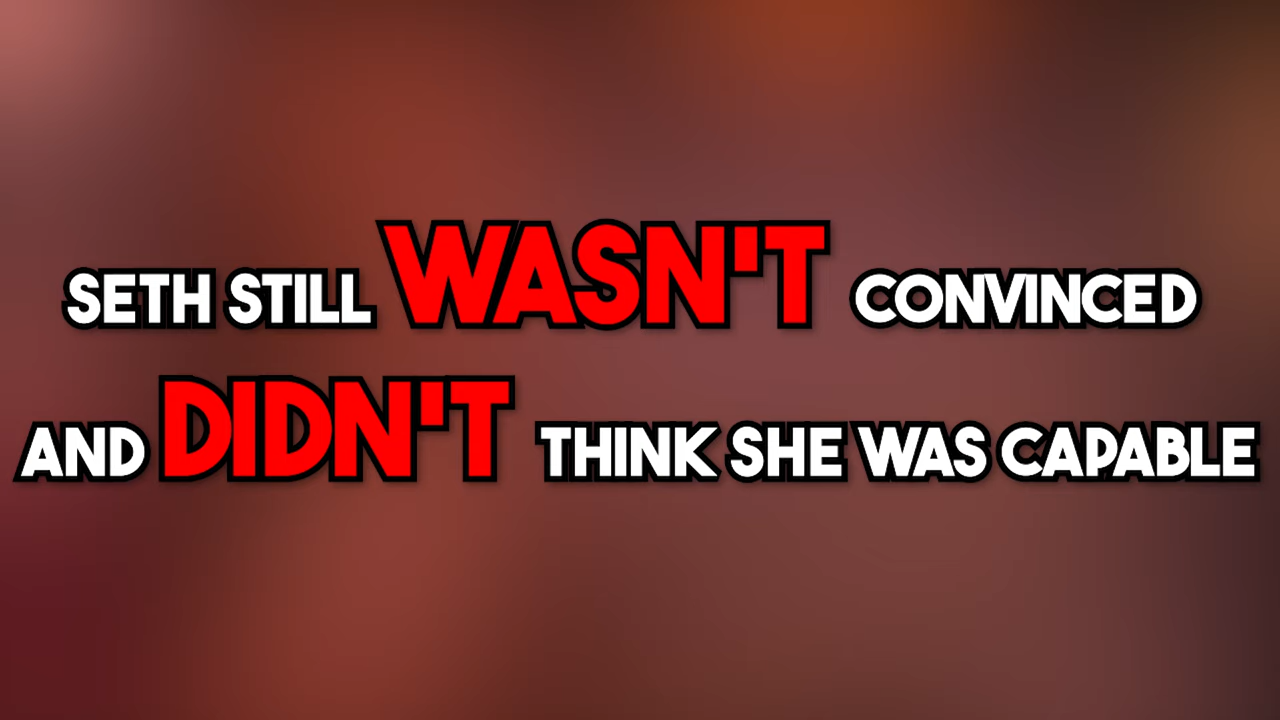 SETH STILL WASN'T CONVINCED
AND DIDN'T THINK SHE WAS CAPABLE